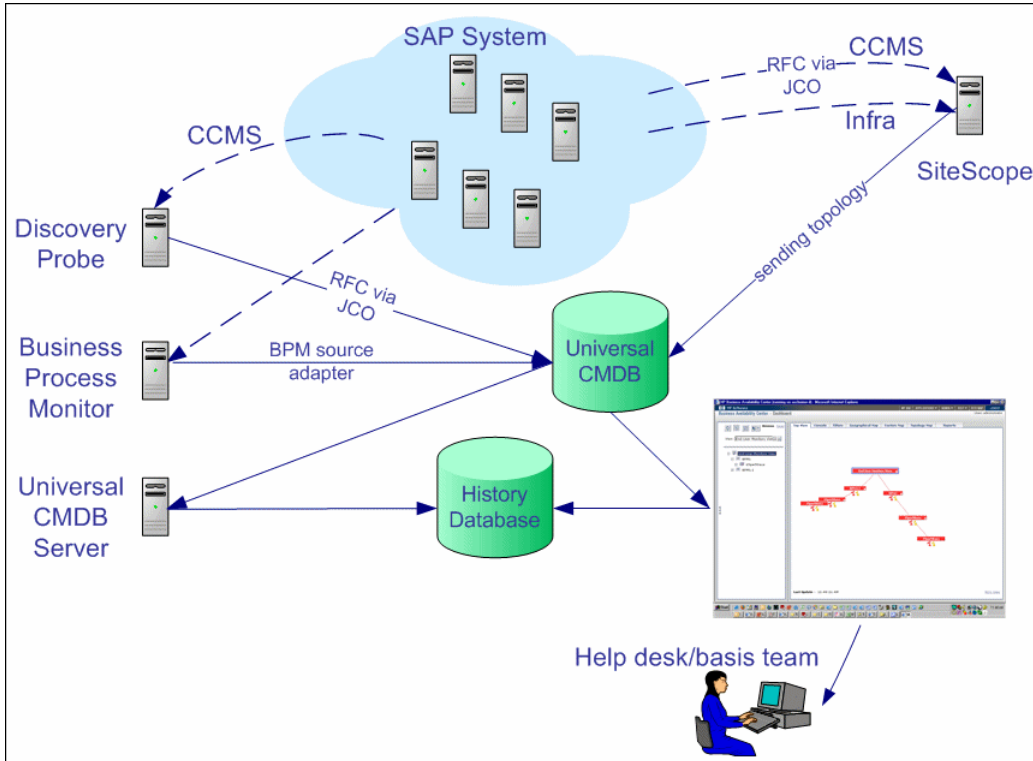 SAP System
CCMS
RFC via
JCO
Infra
SiteScope
CCMS
Discovery
Probe
sending topology
RFC via
JCO
Business
Process
Monitor
BPM source
adapter
Universal
CMDB
Universal
CMDB
Server
History
Database
Help desk/basis team